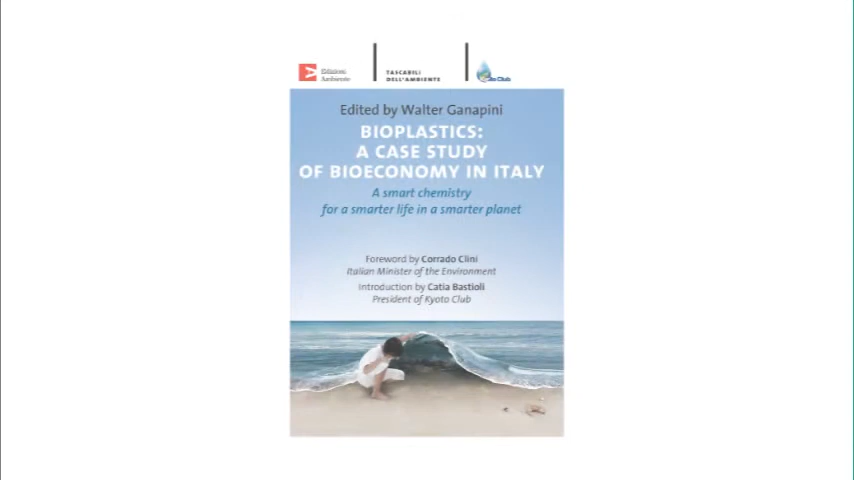 Edizioni
Ambiente
TASCABILI
DELL'AMBIENTE
Club
Edited by Walter Ganapini
BIOPLASTICS:
A CASE STUDY
OF BIOECONOMY IN ITALY
A smart chemistry
for a smarter life in a smarter planet
Foreword by Corrado Clini
Italian Minister of the Environment
Introduction by Catia Bastioli
President of Kyoto Club